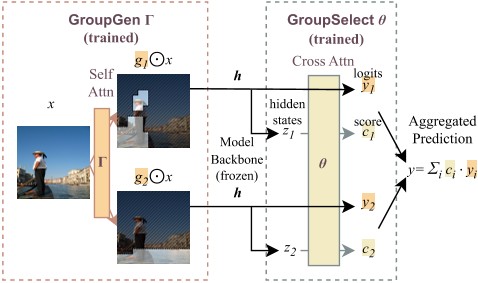 GroupGen Γ
(trained)
GroupSelect θ
(trained)
Self
Attn
Cross Attn
x
g1⊙x
h
logits
y1
hidden
states
z1
score
c1
Γ
Model
Backbone
(frozen)
θ
Aggregated
Prediction
y= Σi ci · yi
g2⊙x
h
y2
z2
c2